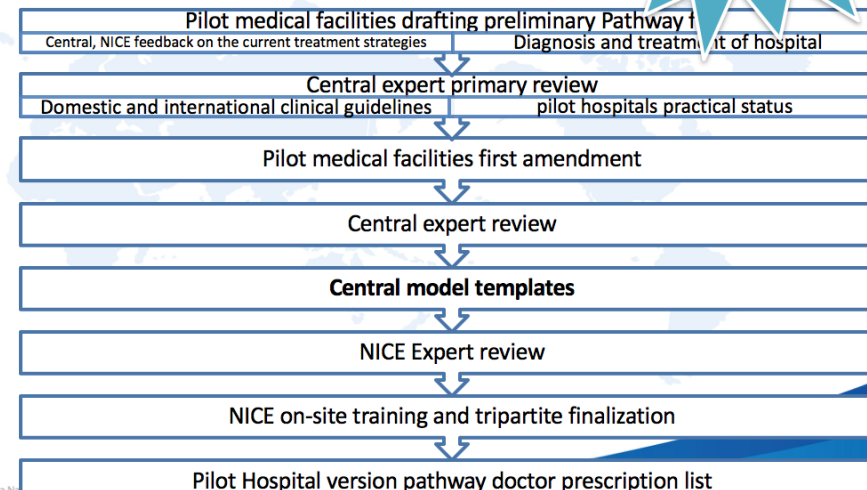 Pilot medical facilities drafting preliminary Pathway
Central, NICE feedback on the current treatment strategies
Diagnosis and treatment of hospital
Central expert primary review
Domestic and international clinical guidelines
pilot hospitals practical status
Pilot medical facilities first amendment
Central expert review
Central model templates
NICE Expert review
NICE on-site training and tripartite finalization
Pilot Hospital version pathway doctor prescription list